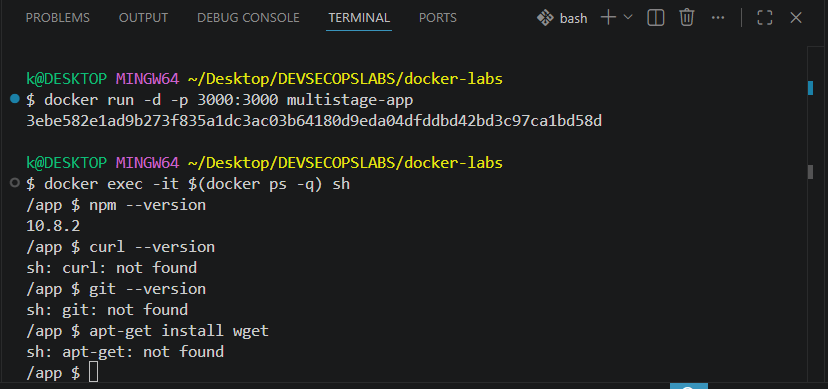 PROBLEMS OUTPUT DEBUG CONSOLE TERMINAL PORTS bash
k@DESKTOP MINGW64 ~/Desktop/DEVSECOPSLABS/docker-labs
$ docker run -d -p 3000:3000 multistage-app
3ebe582e1ad9b273f835a1dc3ac03b64180d9eda04dfddbd42bd3c97ca1bd58d
k@DESKTOP MINGW64 ~/Desktop/DEVSECOPSLABS/docker-labs
$ docker exec -it $(docker ps -q) sh
/app $ npm --version
10.8.2
/app $ curl --version
sh: curl: not found
/app $ git --version
sh: git: not found
/app $ apt-get install wget
sh: apt-get: not found
/app $